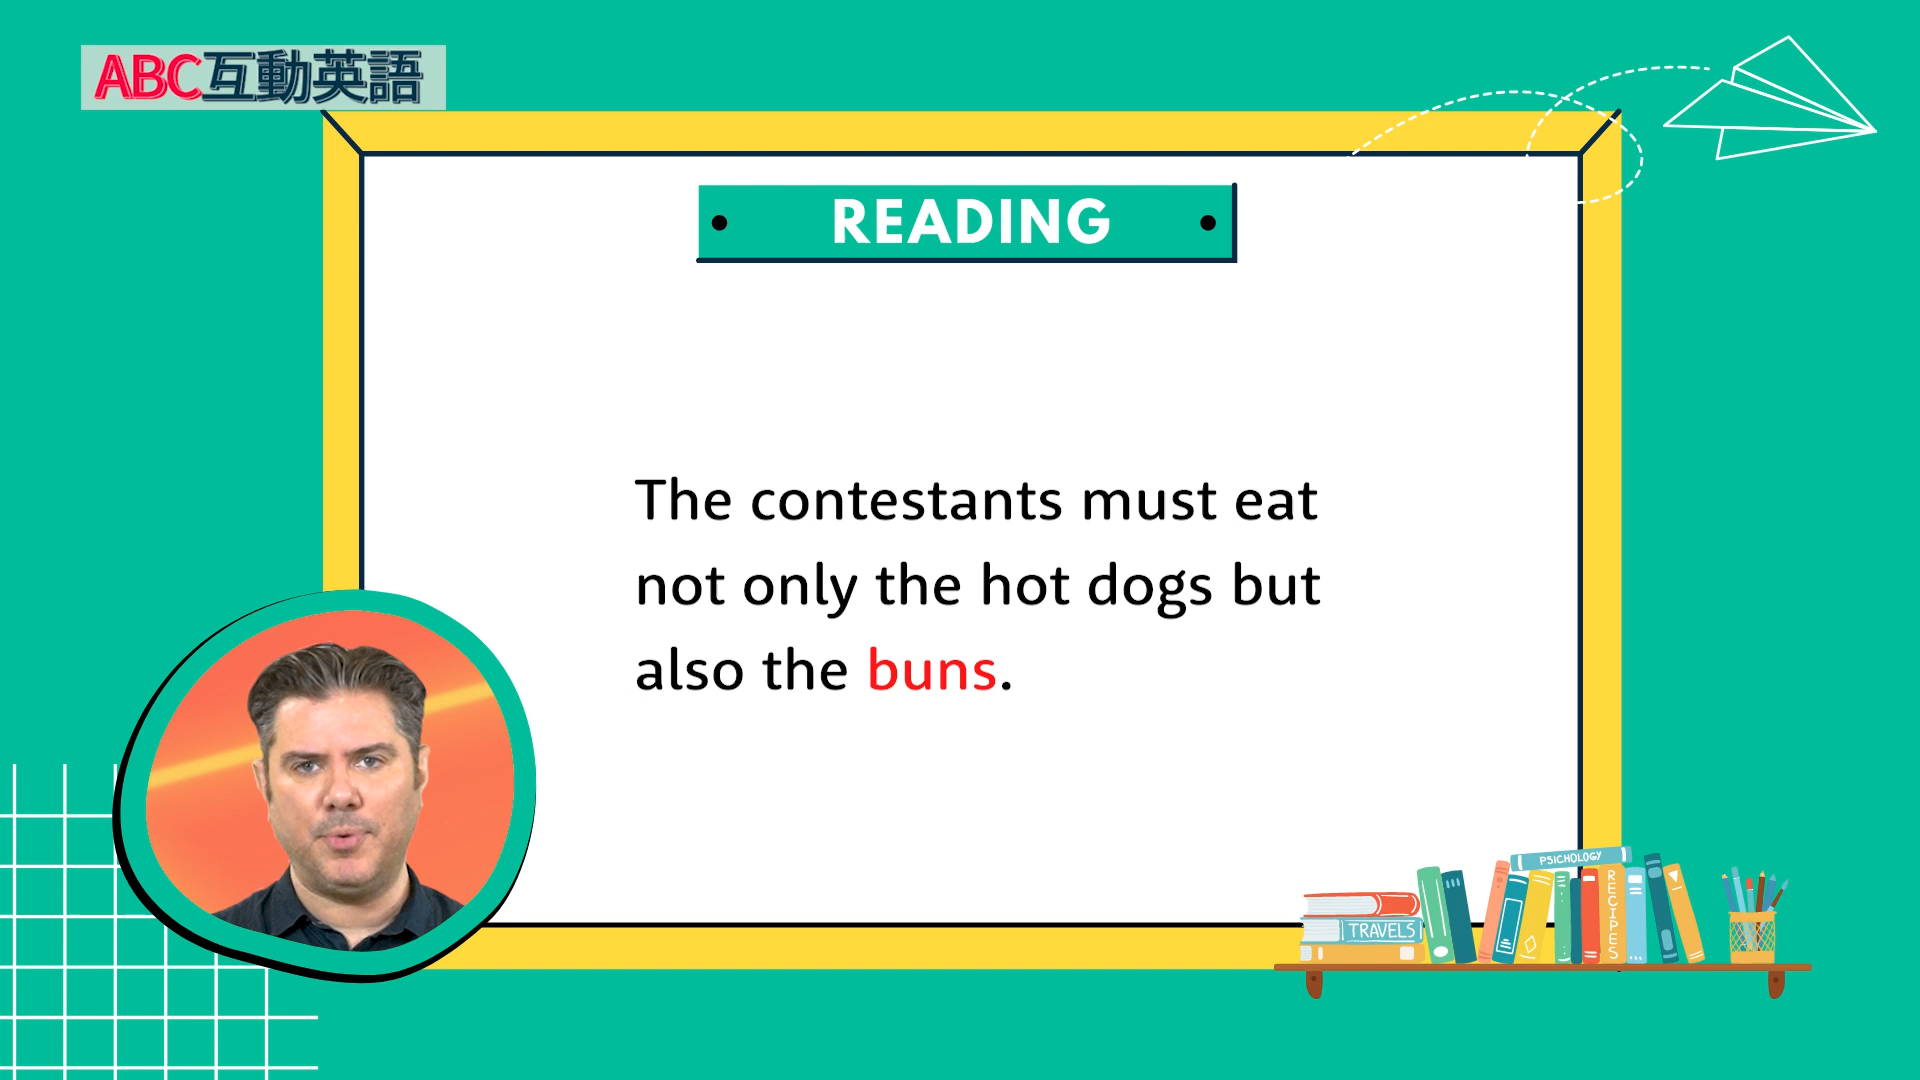 ABC互動英語
READING
The contestants must eat
not only the hot dogs but
also the buns.
PSICHOLOGY
TRAVELS
RECIPES